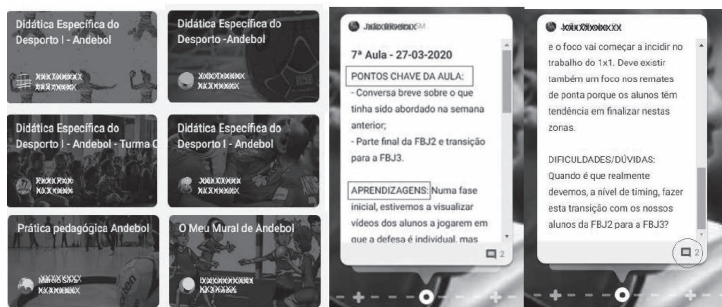 Didática Específica do
Desporto I - Andebol
Didática Específica do
Desporto -Andebol
Didática Específica do
Desporto I - Andebol - Turma C
Didática Específica do
Desporto I - Andebol
Prática pedagógica Andebol
O Meu Mural de Andebol
7ª Aula - 27-03-2020
PONTOS CHAVE DA AULA:
- Conversa breve sobre o que
tinha sido abordado na semana
anterior;
- Parte final da FBJ2 e transição
para a FBJ3.
APRENDIZAGENS: Numa fase
inicial, estivemos a visualizar
vídeos dos alunos a jogarem em
que a defesa é individual, mas
2
e o foco vai começar a incidir no
trabalho do 1x1. Deve existir
também um foco nos remates
de ponta porque os alunos têm
tendência em finalizar nestas
zonas.
DIFICULDADES/DÚVIDAS:
Quando é que realmente
devemos, a nível de timing, fazer
esta transição com os nossos
alunos da FBJ2 para a FBJ3?
2